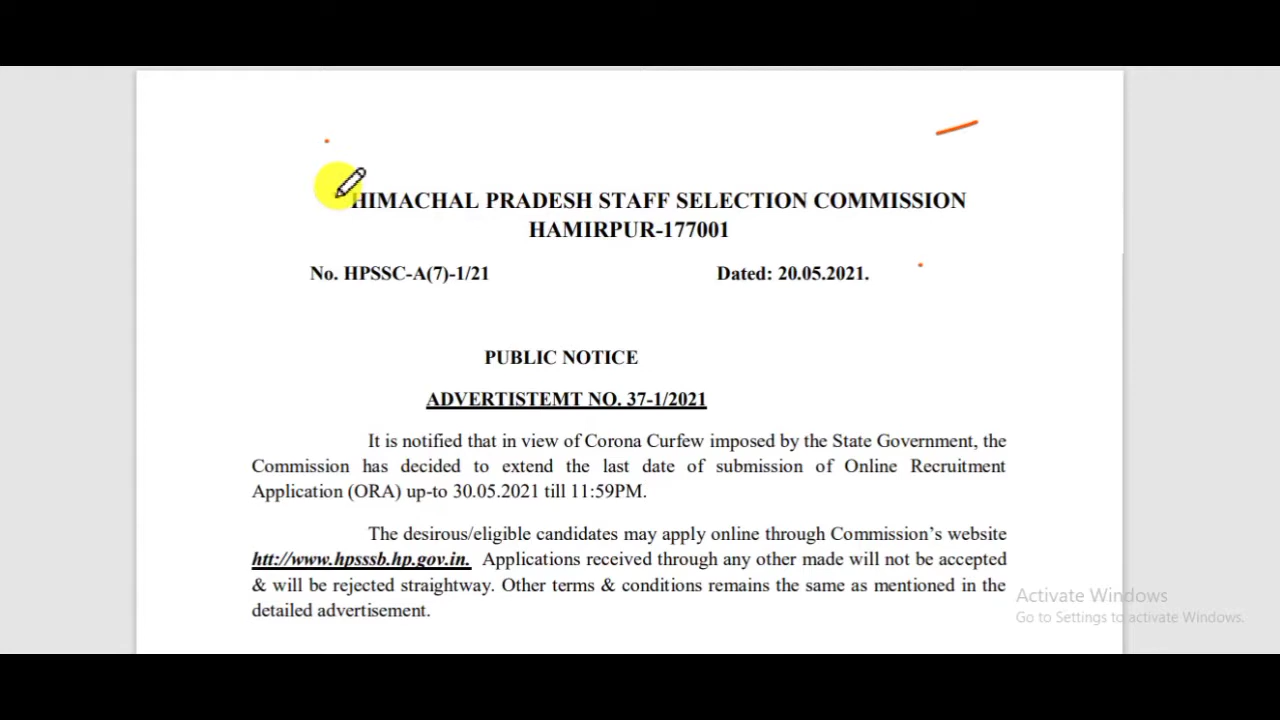 HIMACHAL PRADESH STAFF SELECTION COMMISSION
HAMIRPUR-177001
No. HPSSC-A(7)-1/21 Dated: 20.05.2021.
PUBLIC NOTICE
ADVERTISTEMT NO. 37-1/2021
It is notified that in view of Corona Curfew imposed by the State Government, the
Commission has decided to extend the last date of submission of Online Recruitment
Application (ORA) up-to 30.05.2021 till 11:59PM.
The desirous/eligible candidates may apply online through Commission's website
htt://www.hpsssb.hp.gov.in. Applications received through any other made will not be accepted
& will be rejected straightway. Other terms & conditions remains the same as mentioned in the
detailed advertisement.
Activate Windows
Go to Settings to activate Windows.